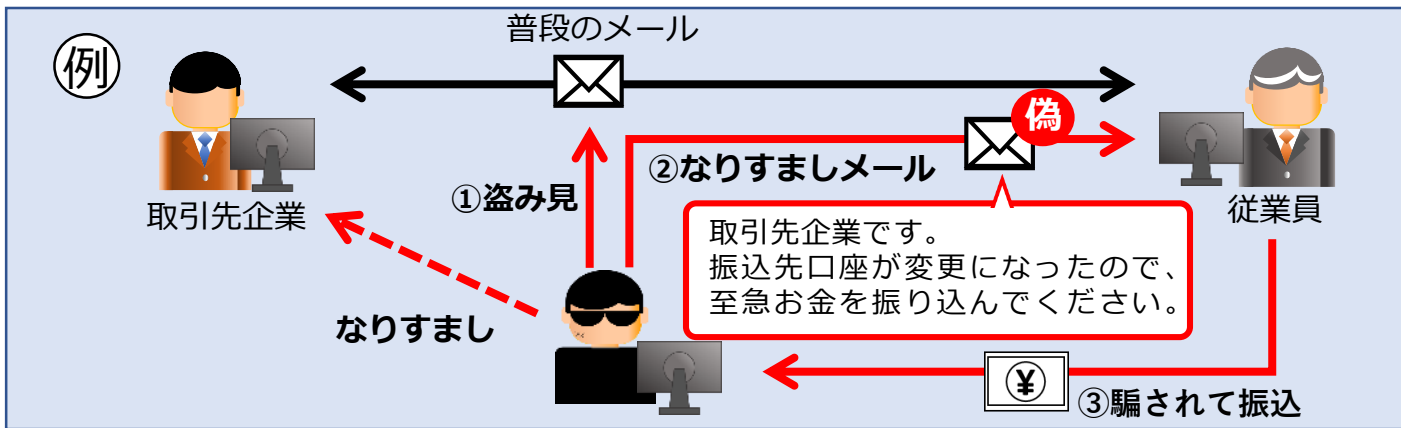 例
普段のメール
偽
①盗み見
②なりすましメール
取引先企業
従業員
取引先企業です。
振込先口座が変更になったので、
至急お金を振り込んでください。
なりすまし
¥
③騙されて振込